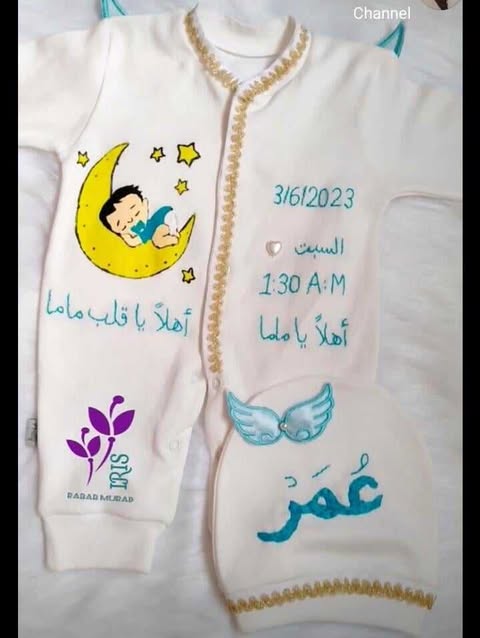 Channel
3/6/2023
السبت
1:30 A:M
أهلاً يا ماما
أهلاً يا قلب ماما
IRIS
RABAB MURAD
عُمَرْ